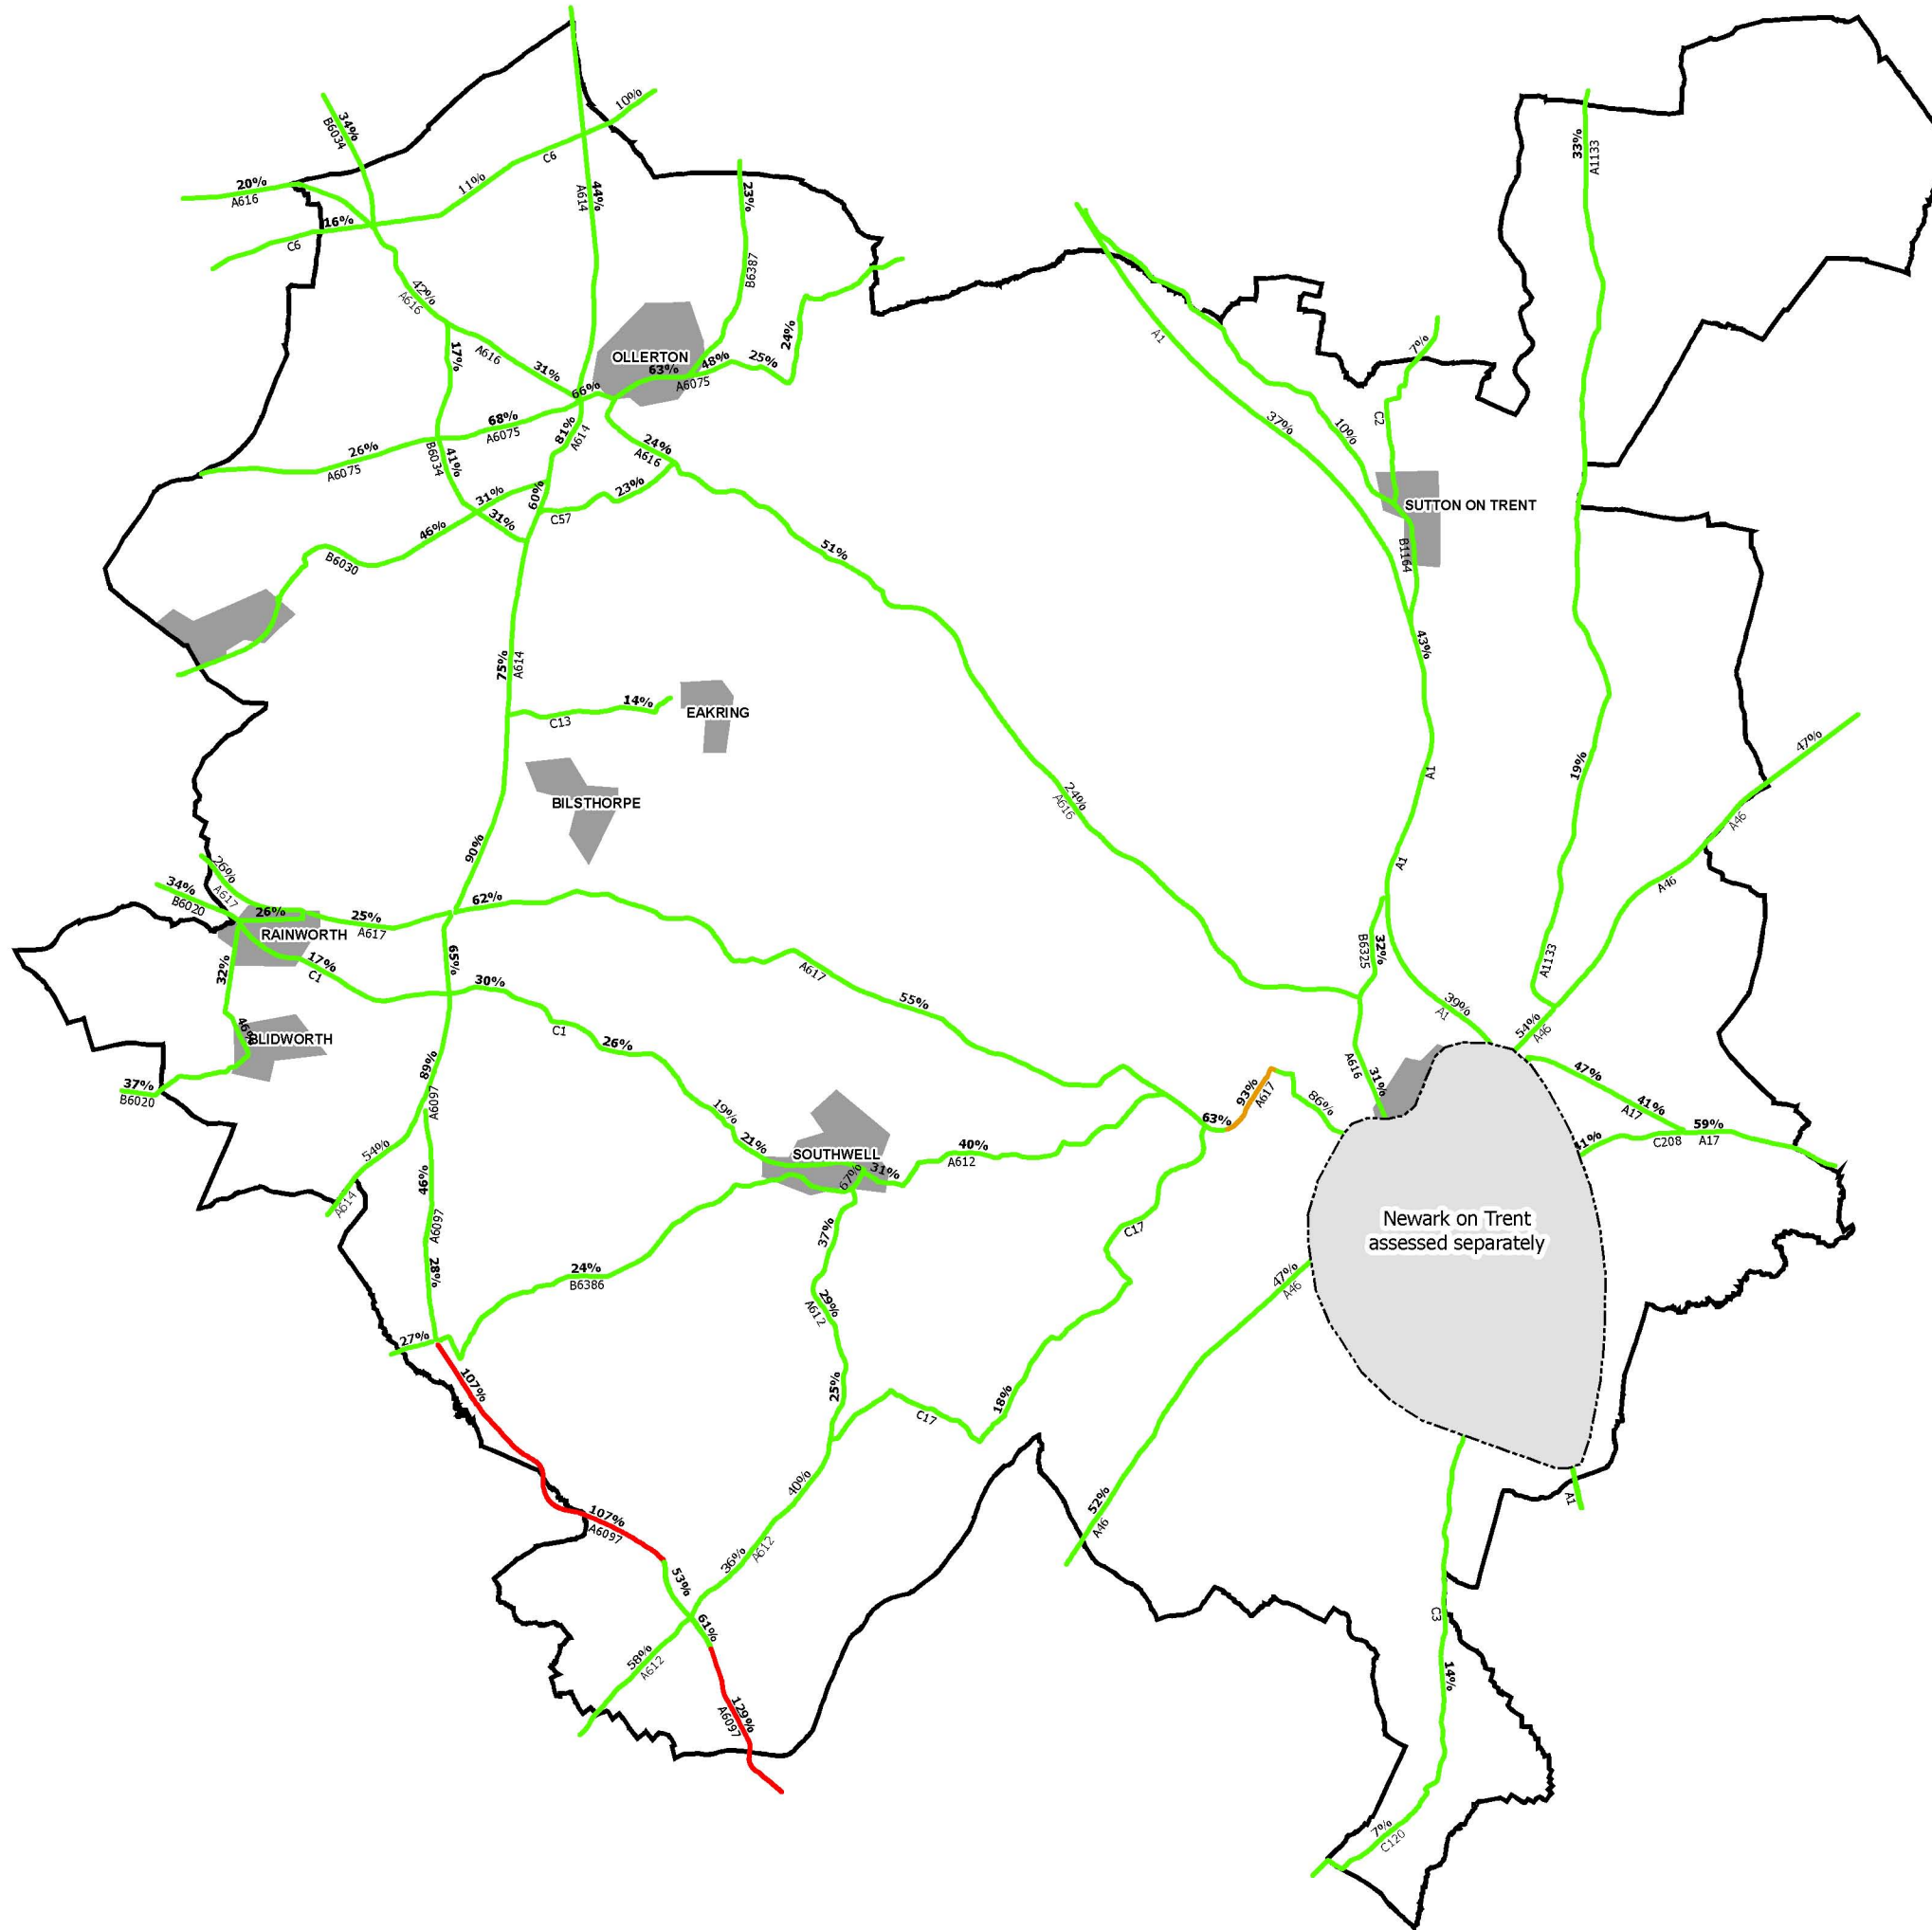 10%
34%
B6034
C6
33%
A1133
20%
A616
11%
44%
A614
23%
16%
C6
B6387
42%
A616
A616
31%
17%
OLLERTON
24%
63%
48%
25%
A6075
66%
A1
7%
C2
37%
10%
68%
A6075
81%
A614
26%
A6075
B6034
41%
24%
A616
23%
31%
60%
31%
C57
46%
B6030
51%
SUTTON ON TRENT
B1164
43%
75%
A614
14%
C13
EAKRING
47%
A1
19%
24%
A616
A46
BILSTHORPE
90%
A1
A46
26%
A617
34%
B6020
26%
25%
A617
62%
RAINWORTH
17%
C1
32%
65%
A617
B6325
32%
A1133
30%
C1
55%
39%
A1
54%
A46
46%
BLIDWORTH
26%
89%
A6097
37%
B6020
A616
31%
93%
A617
86%
47%
41%
A17
19%
21%
63%
59%
C208
A17
54%
A614
46%
SOUTHWELL
67%
31%
40%
A612
Newark on Trent
assessed separately
A6097
28%
37%
C17
24%
B6386
29%
A612
47%
A46
27%
107%
25%
C17
18%
40%
52%
A46
A1
107%
A6097
36%
A612
53%
61%
C3
58%
A612
14%
129%
A6097
7%
C120